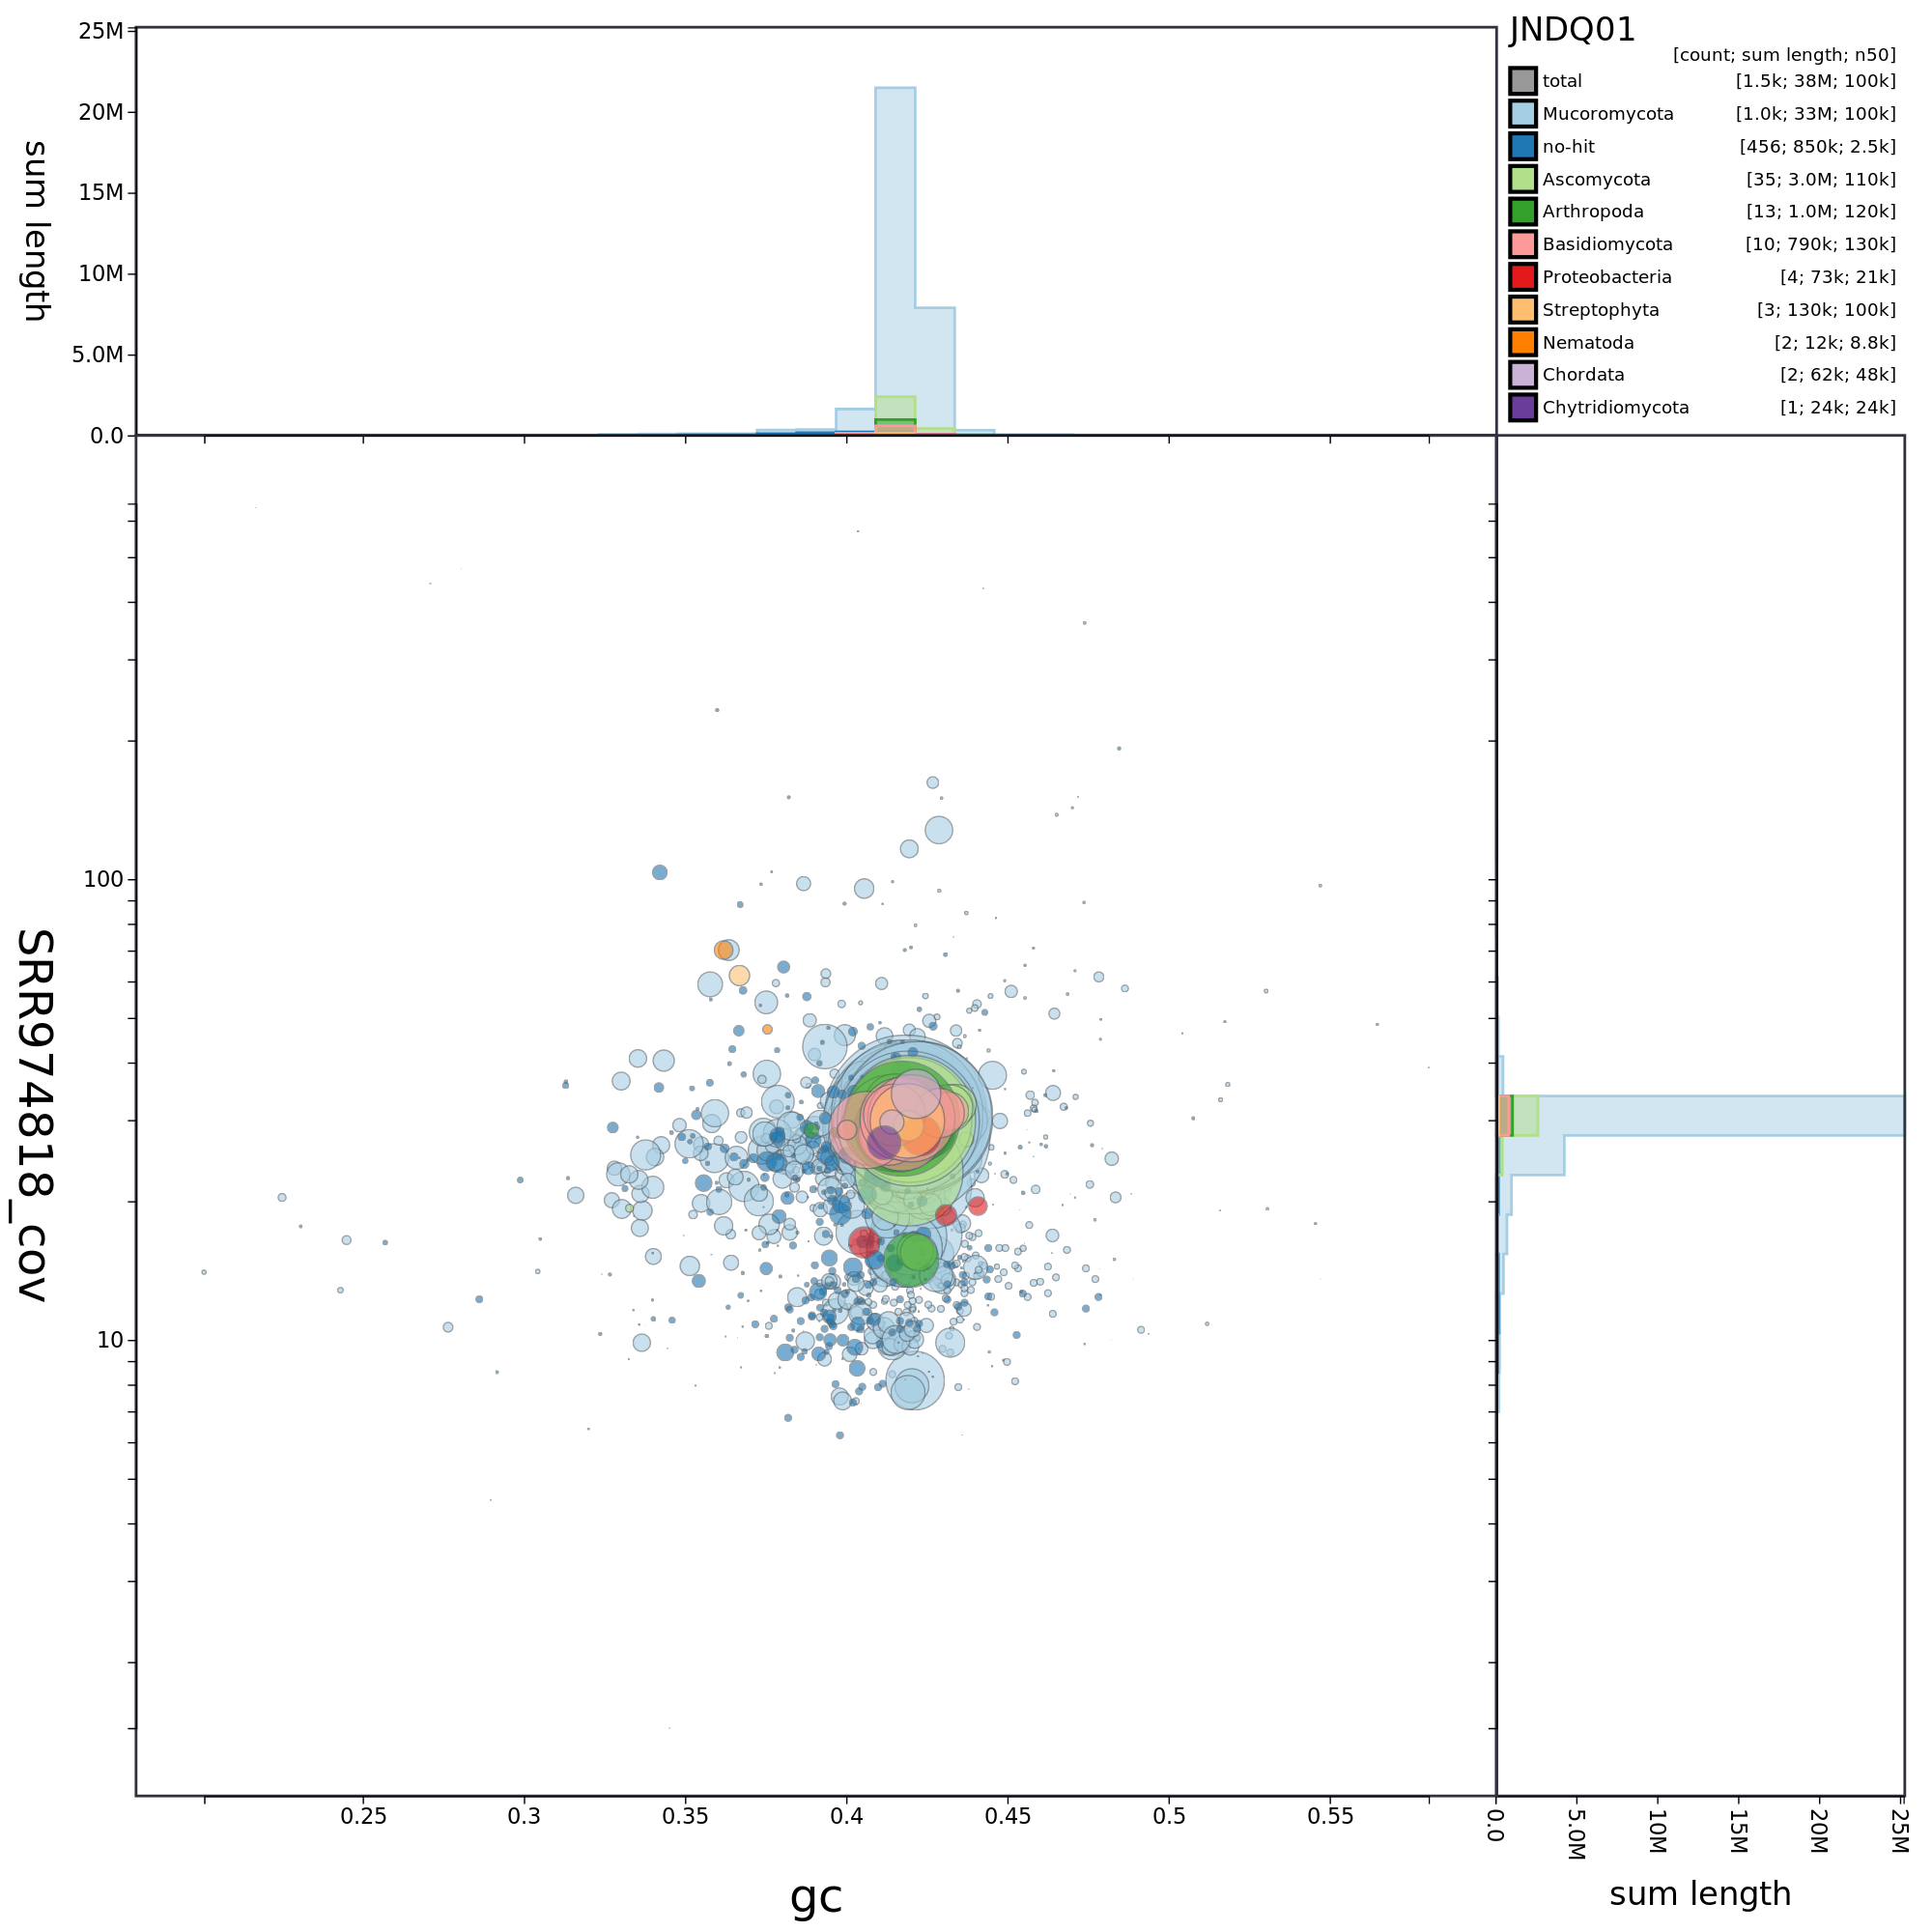 JNDQ01
[count; sum length; n50]
total [1.5k; 38M; 100k]
Mucoromycota [1.0k; 33M; 100k]
no-hit [456; 850k; 2.5k]
Ascomycota [35; 3.0M; 110k]
Arthropoda [13; 1.0M; 120k]
Basidiomycota [10; 790k; 130k]
Proteobacteria [4; 73k; 21k]
Streptophyta [3; 130k; 100k]
Nematoda [2; 12k; 8.8k]
Chordata [2; 62k; 48k]
Chytridiomycota [1; 24k; 24k]
sum length
25M
20M
15M
10M
5.0M
0.0
SRR974818_cov
100
10
0.25 0.3 0.35 0.4 0.45 0.5 0.55
gc
0.0 5.0M 10M 15M 20M 25M
sum length